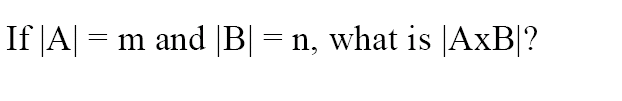 If |A| = m and |B| = n, what is |AxB|?